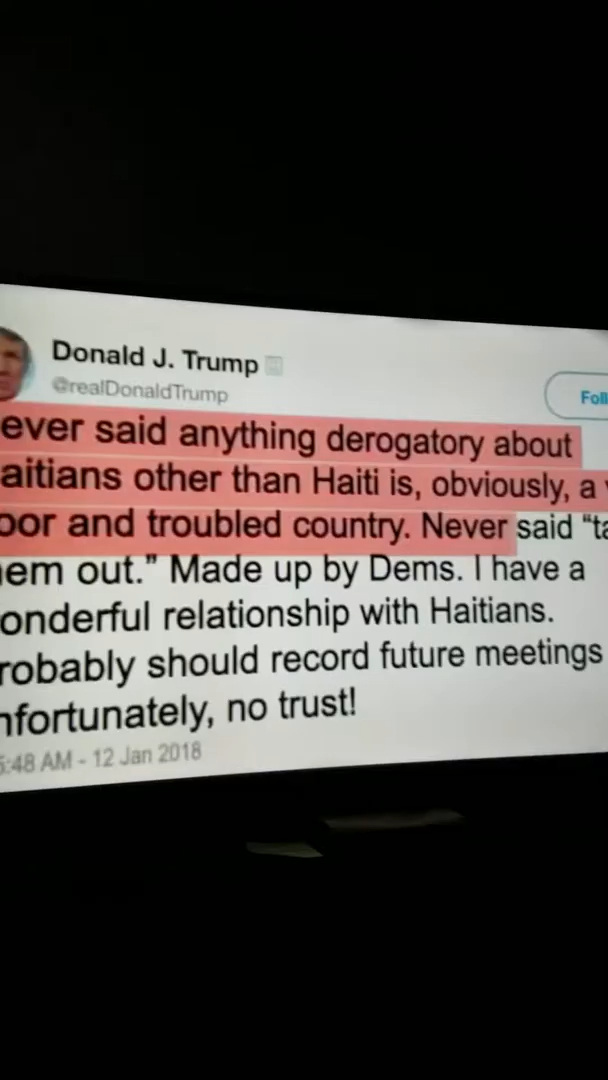 Donald J. Trump
@realDonaldTrump
Foll
ever said anything derogatory about
aitians other than Haiti is, obviously, a
oor and troubled country. Never said “ta
em out.” Made up by Dems. I have a
onderful relationship with Haitians.
robably should record future meetings
nfortunately, no trust!
5:48 AM - 12 Jan 2018